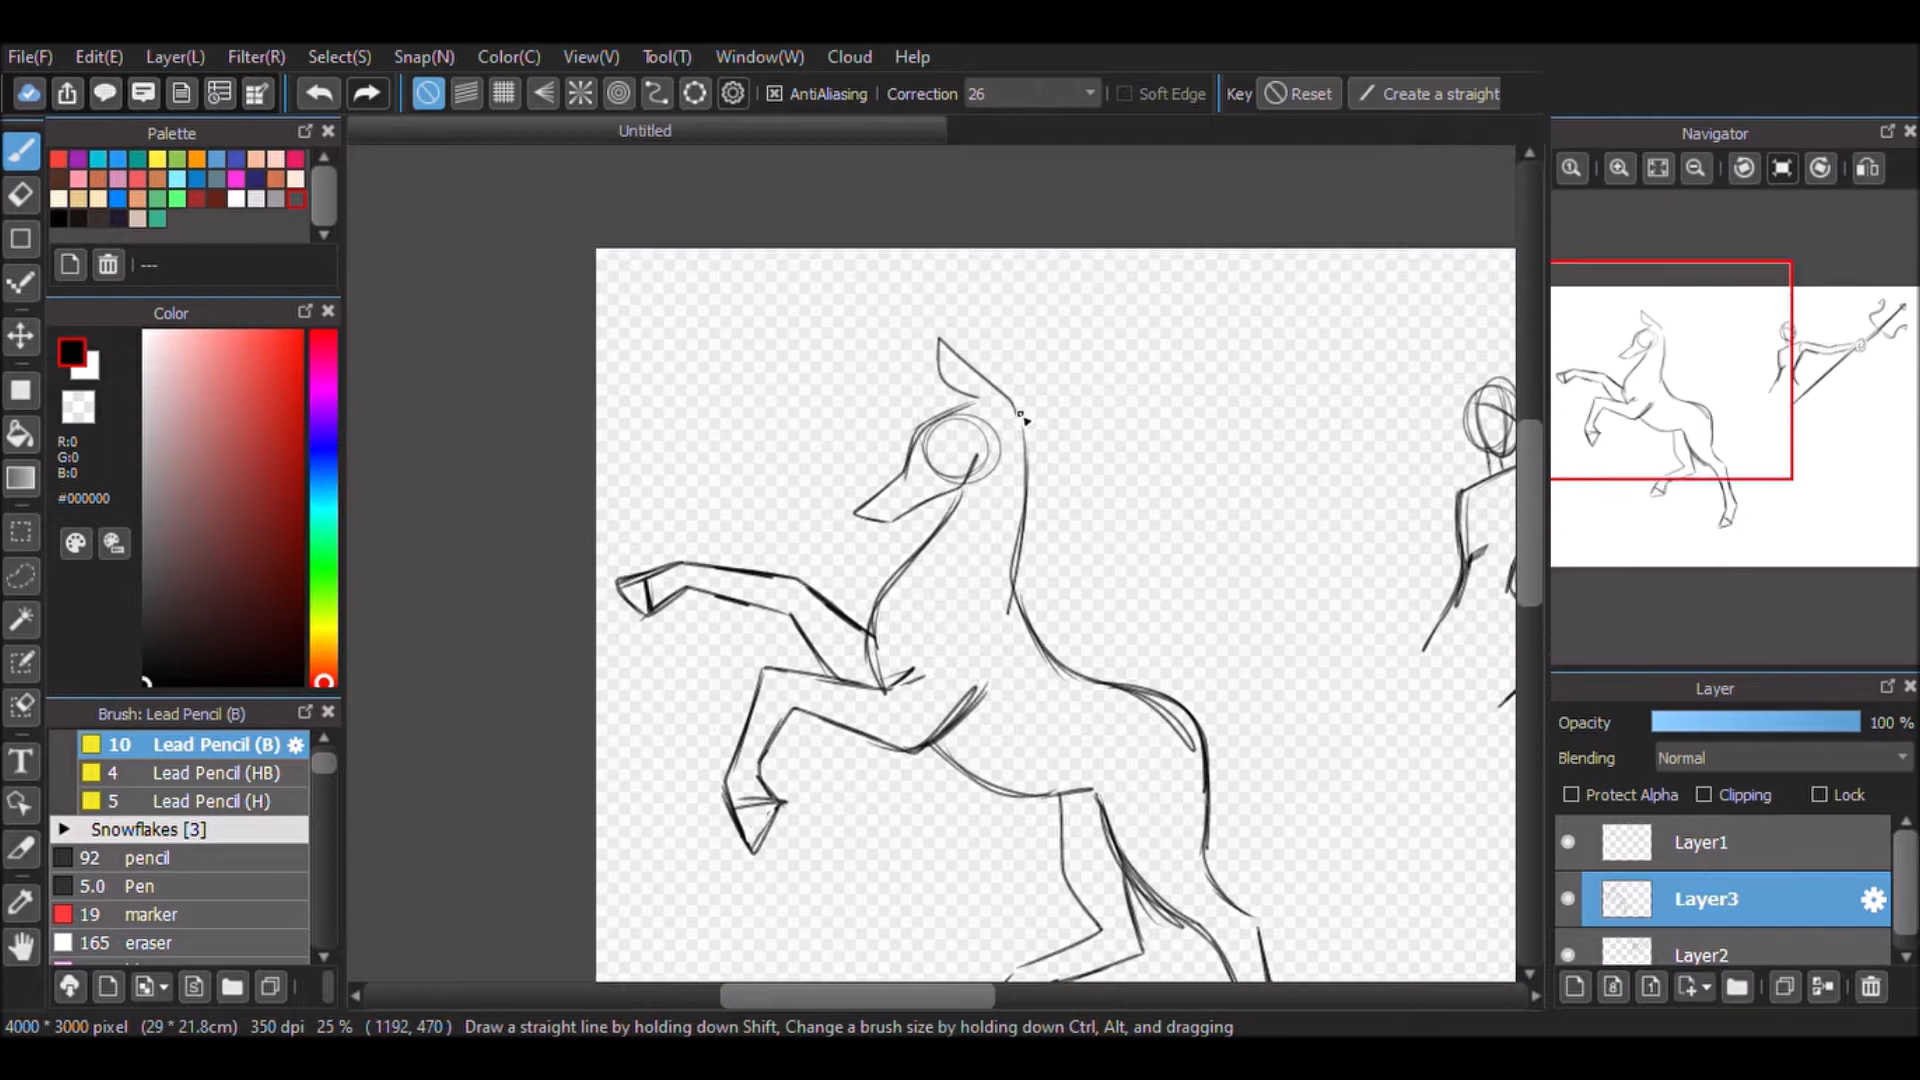 File(F) Edit(E) Layer(L) Filter(R) Select(S) Snap(N) Color(C) View(V) Tool(T) Window(W) Cloud Help
AntiAliasing Correction 26 Soft Edge Key Reset Create a straight
Palette
Untitled
Navigator
---
Color
R:0
G:0
B:0
#000000
Brush: Lead Pencil (B)
10 Lead Pencil (B)
4 Lead Pencil (HB)
5 Lead Pencil (H)
Snowflakes [3]
92 pencil
5.0 Pen
19 marker
165 eraser
Layer
Opacity 100 %
Blending Normal
Protect Alpha Clipping Lock
Layer1
Layer3
Layer2
4000 * 3000 pixel (29 * 21.8cm) 350 dpi 25 % ( 1192, 470 ) Draw a straight line by holding down Shift, Change a brush size by holding down Ctrl, Alt, and dragging